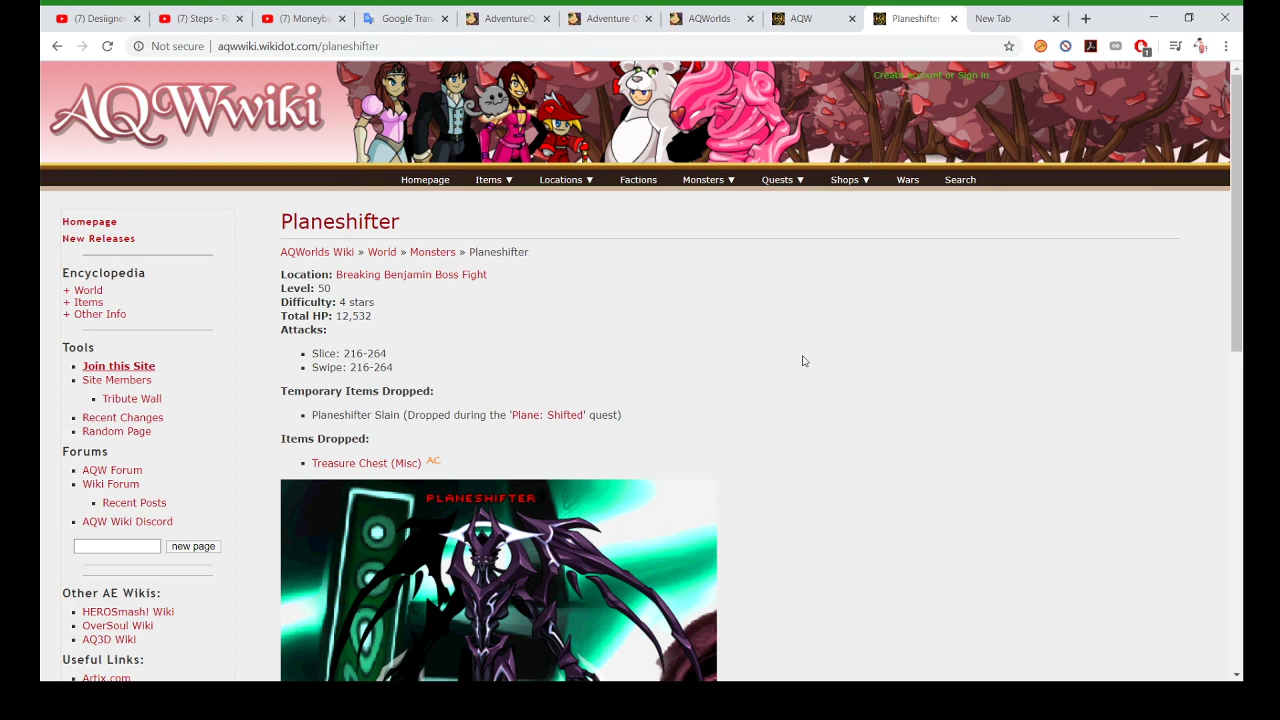 (7) Desiigner
(7) Steps - R
(7) Moneyba
Google Tran
AdventureQ
Adventure C
AQWorlds -
AQW
Planeshifter
New Tab
Not secure
aqwwiki.wikidot.com/planeshifter
1
AQWwiki
Create account or Sign in
Homepage Items ▼ Locations ▼ Factions Monsters ▼ Quests ▼ Shops ▼ Wars Search
Homepage
New Releases
Encyclopedia
+ World
+ Items
+ Other Info
Tools
Join this Site
Site Members
Tribute Wall
Recent Changes
Random Page
Forums
AQW Forum
Wiki Forum
Recent Posts
AQW Wiki Discord
new page
Other AE Wikis:
HEROSmash! Wiki
OverSoul Wiki
AQ3D Wiki
Useful Links:
Artix.com
Planeshifter
AQWorlds Wiki » World » Monsters » Planeshifter
Location: Breaking Benjamin Boss Fight
Level: 50
Difficulty: 4 stars
Total HP: 12,532
Attacks:
Slice: 216-264
Swipe: 216-264
Temporary Items Dropped:
Planeshifter Slain (Dropped during the 'Plane: Shifted' quest)
Items Dropped:
Treasure Chest (Misc) AC
PLANESHIFTER